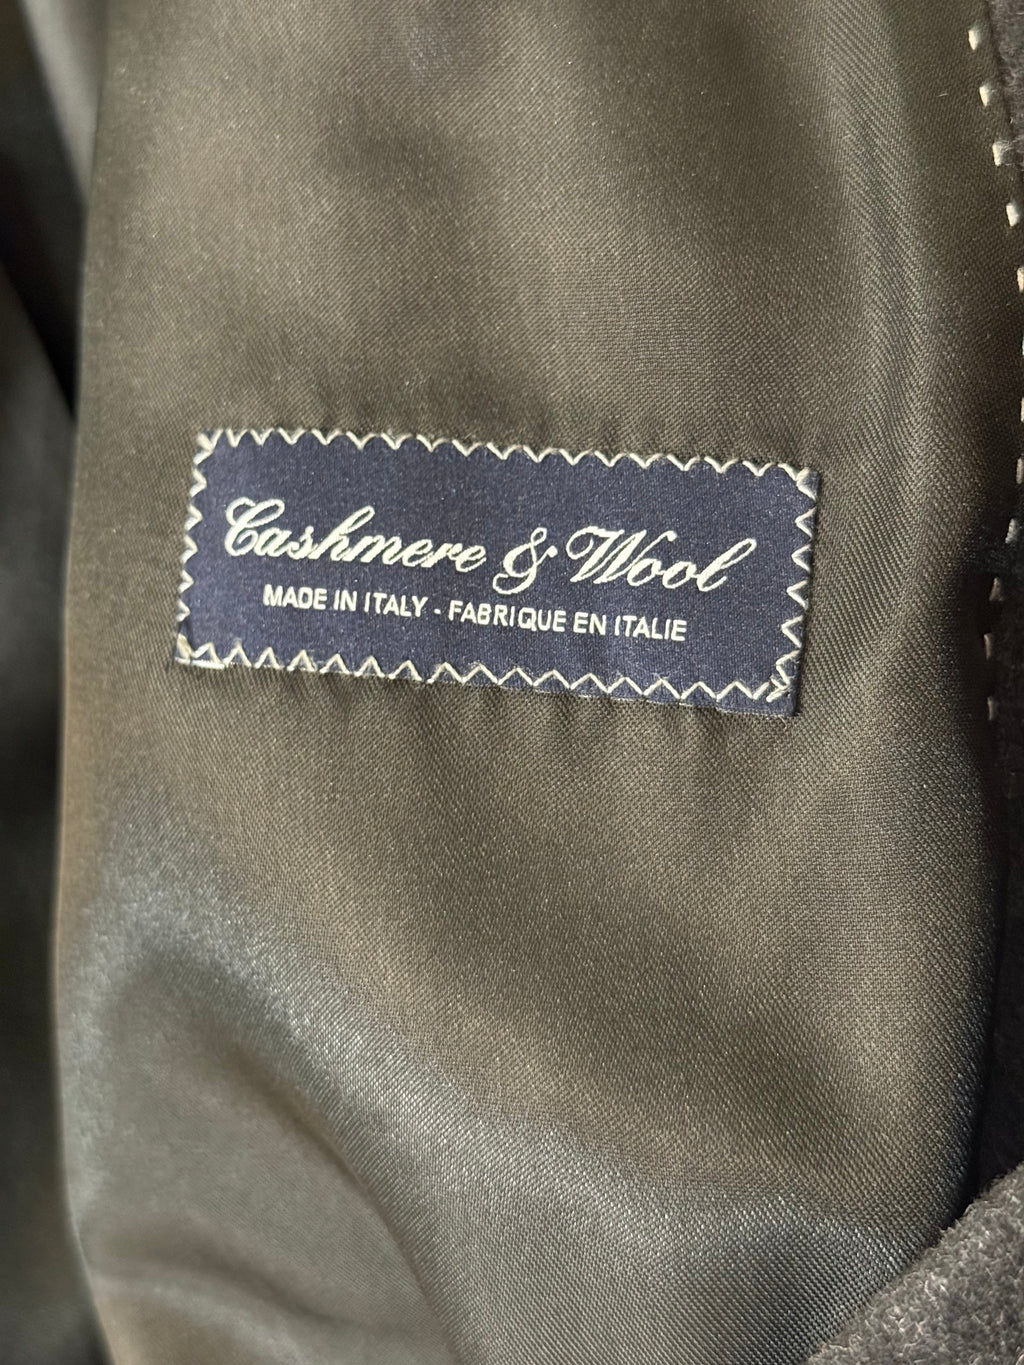 Cashmere & Wool
MADE IN ITALY - FABRIQUE EN ITALIE